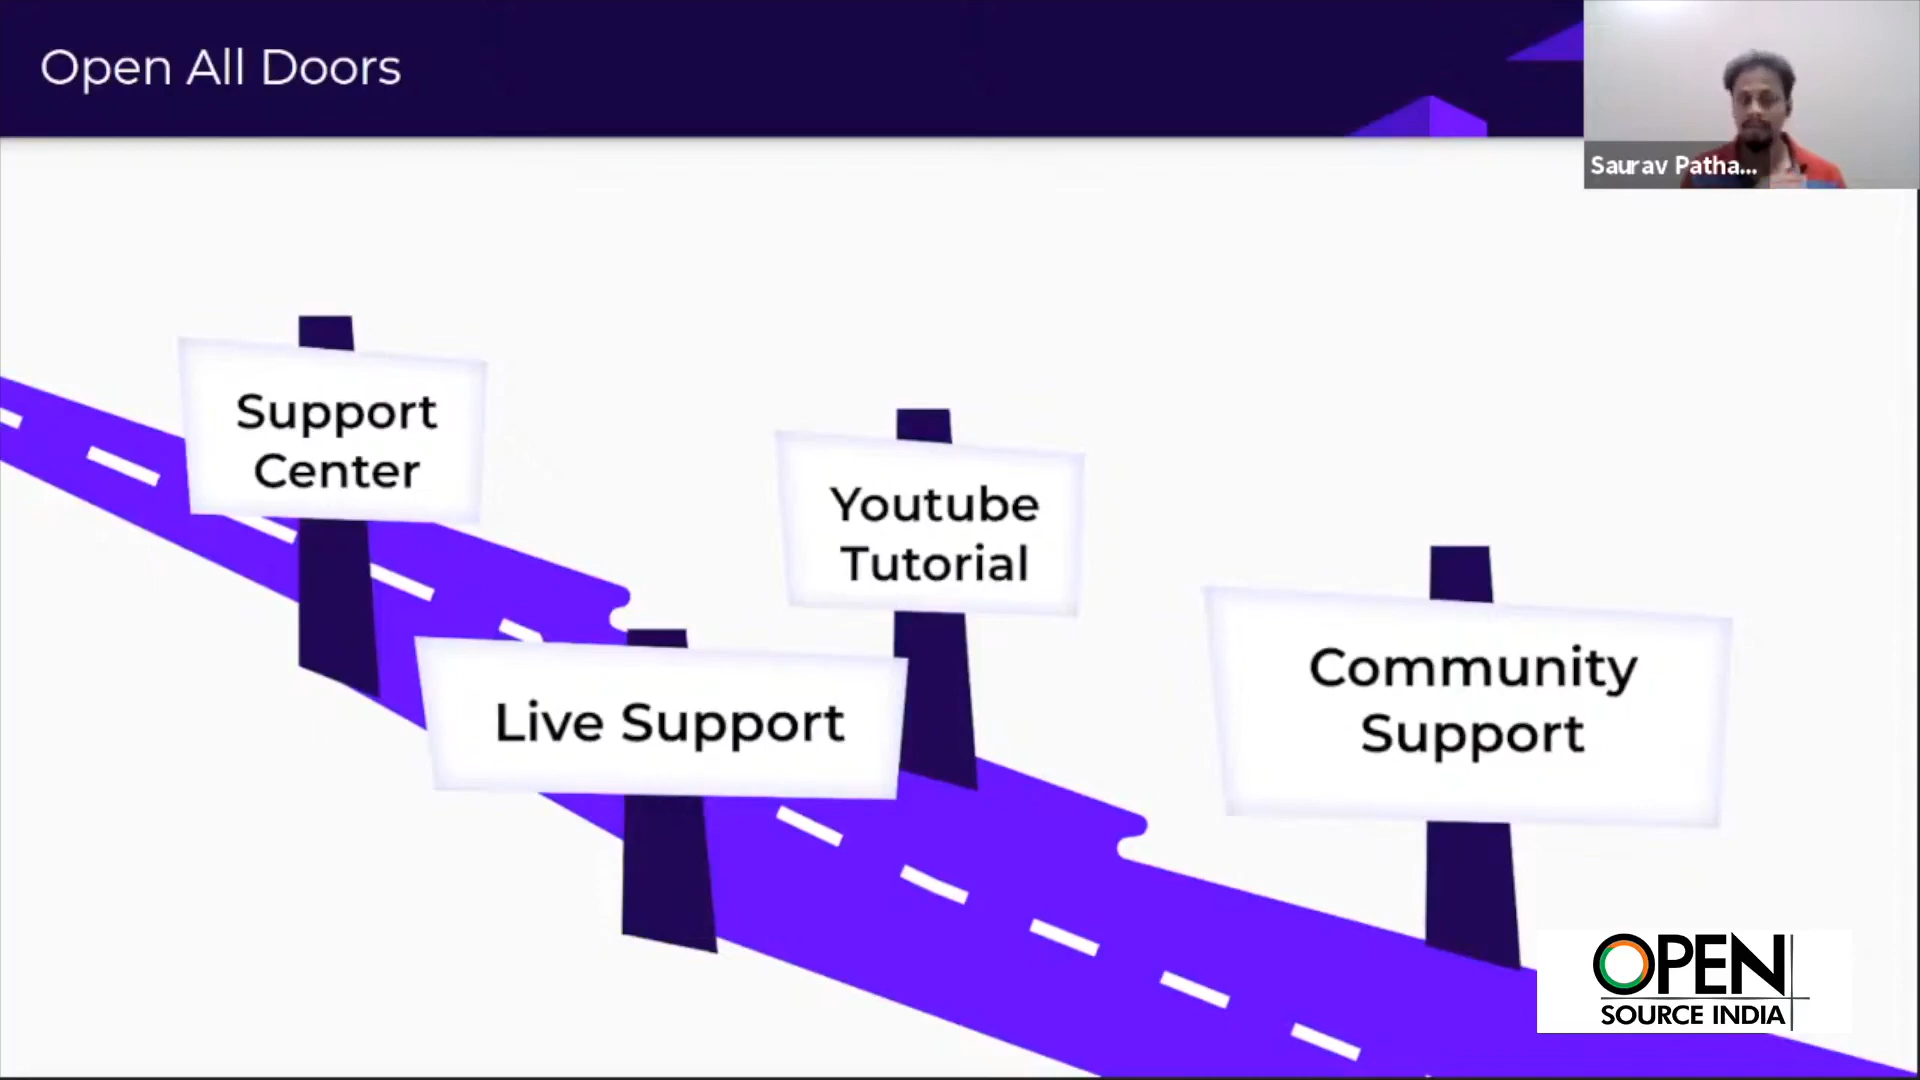 Open All Doors
Saurav Patha...
Support
Center
Youtube
Tutorial
Live Support
Community
Support
OPEN
SOURCE INDIA